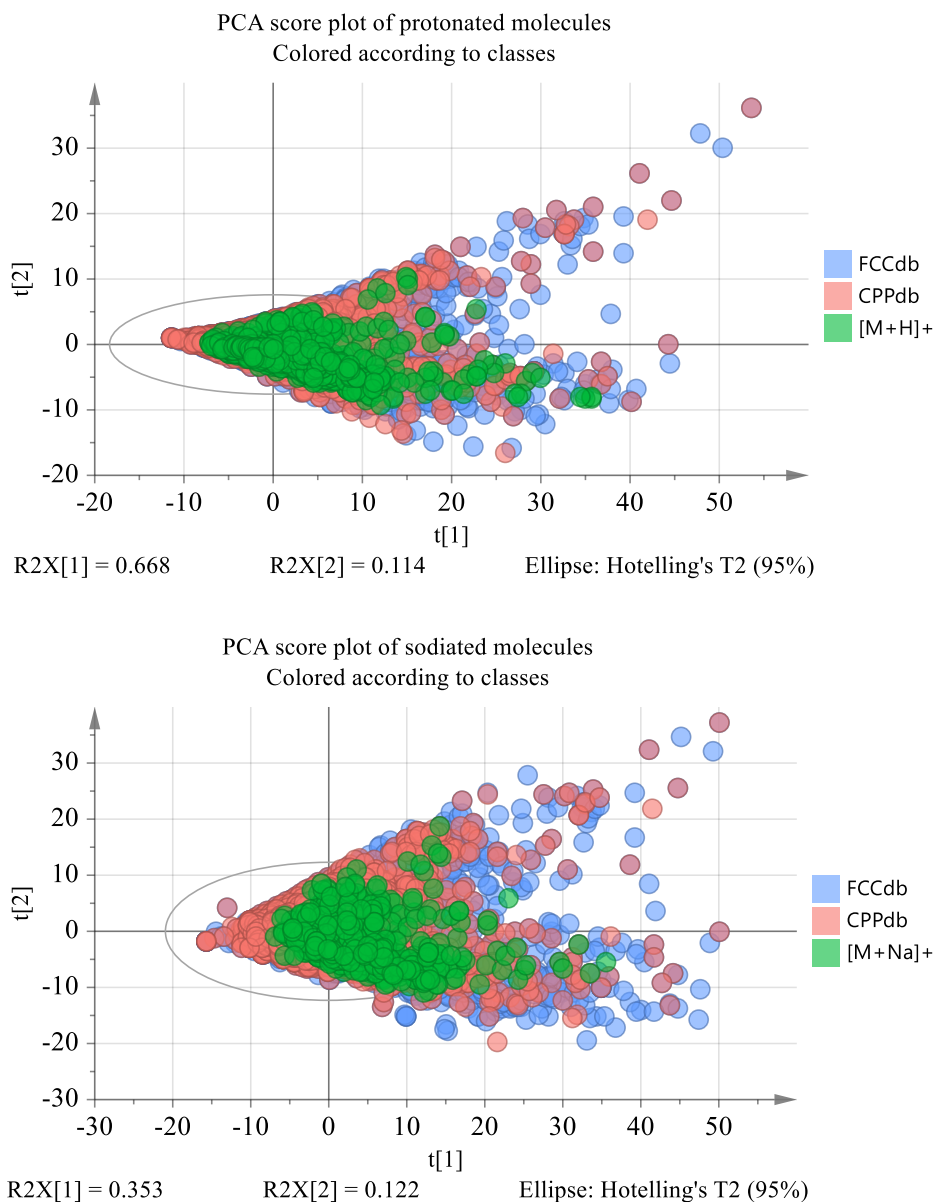 PCA score plot of protonated molecules
Colored according to classes
t[2]
30
20
10
0
-10
-20
-20 -10 0 10 20 30 40 50
t[1]
FCCdb
CPPdb
[M+H]+
R2X[1] = 0.668 R2X[2] = 0.114 Ellipse: Hotelling's T2 (95%)
PCA score plot of sodiated molecules
Colored according to classes
t[2]
30
20
10
0
-10
-20
-30
-30 -20 -10 0 10 20 30 40 50
t[1]
FCCdb
CPPdb
[M+Na]+
R2X[1] = 0.353 R2X[2] = 0.122 Ellipse: Hotelling's T2 (95%)